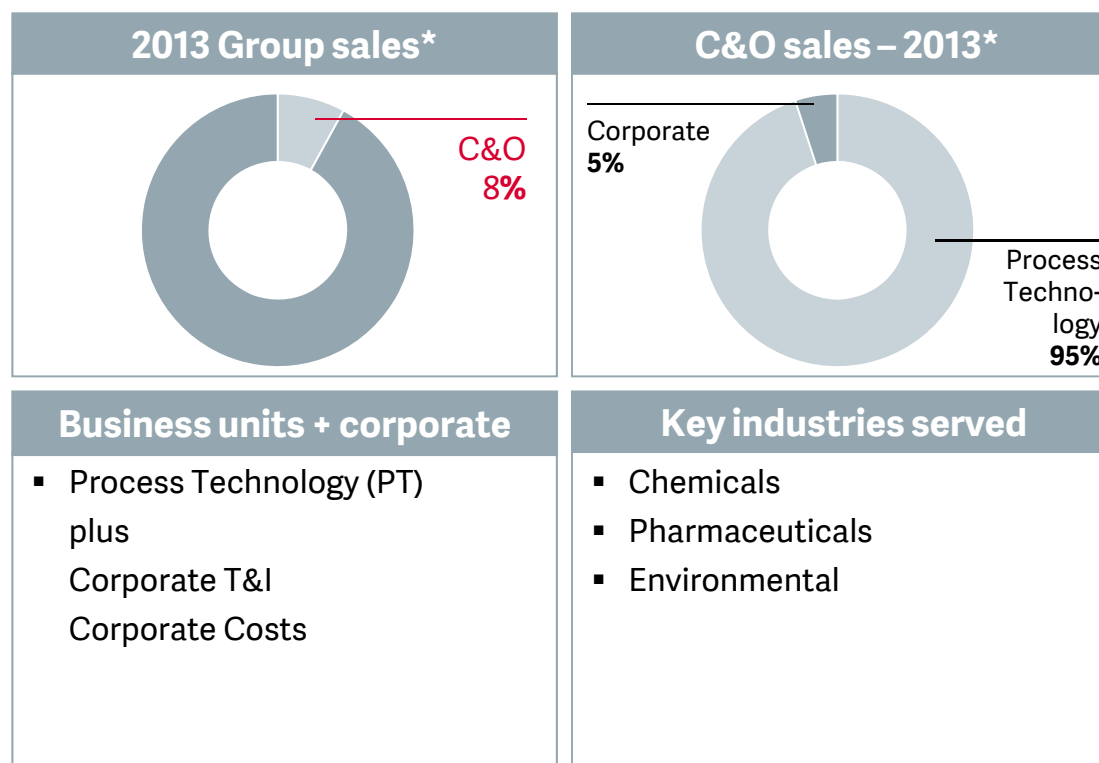 2013 Group sales*
C&O
8%
C&O sales – 2013*
Corporate
5%
Process
Techno-
logy
95%
Business units + corporate
▪ Process Technology (PT)
plus
Corporate T&I
Corporate Costs
Key industries served
▪ Chemicals
▪ Pharmaceuticals
▪ Environmental